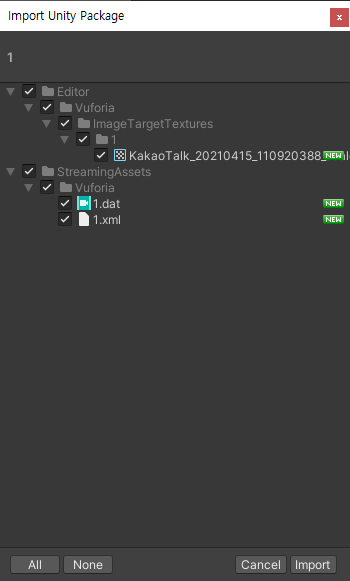 Import Unity Package
x
1
Editor
Vuforia
ImageTargetTextures
1
KakaoTalk_20210415_110920388_ NEW
StreamingAssets
Vuforia
1.dat NEW
1.xml NEW
All None Cancel Import